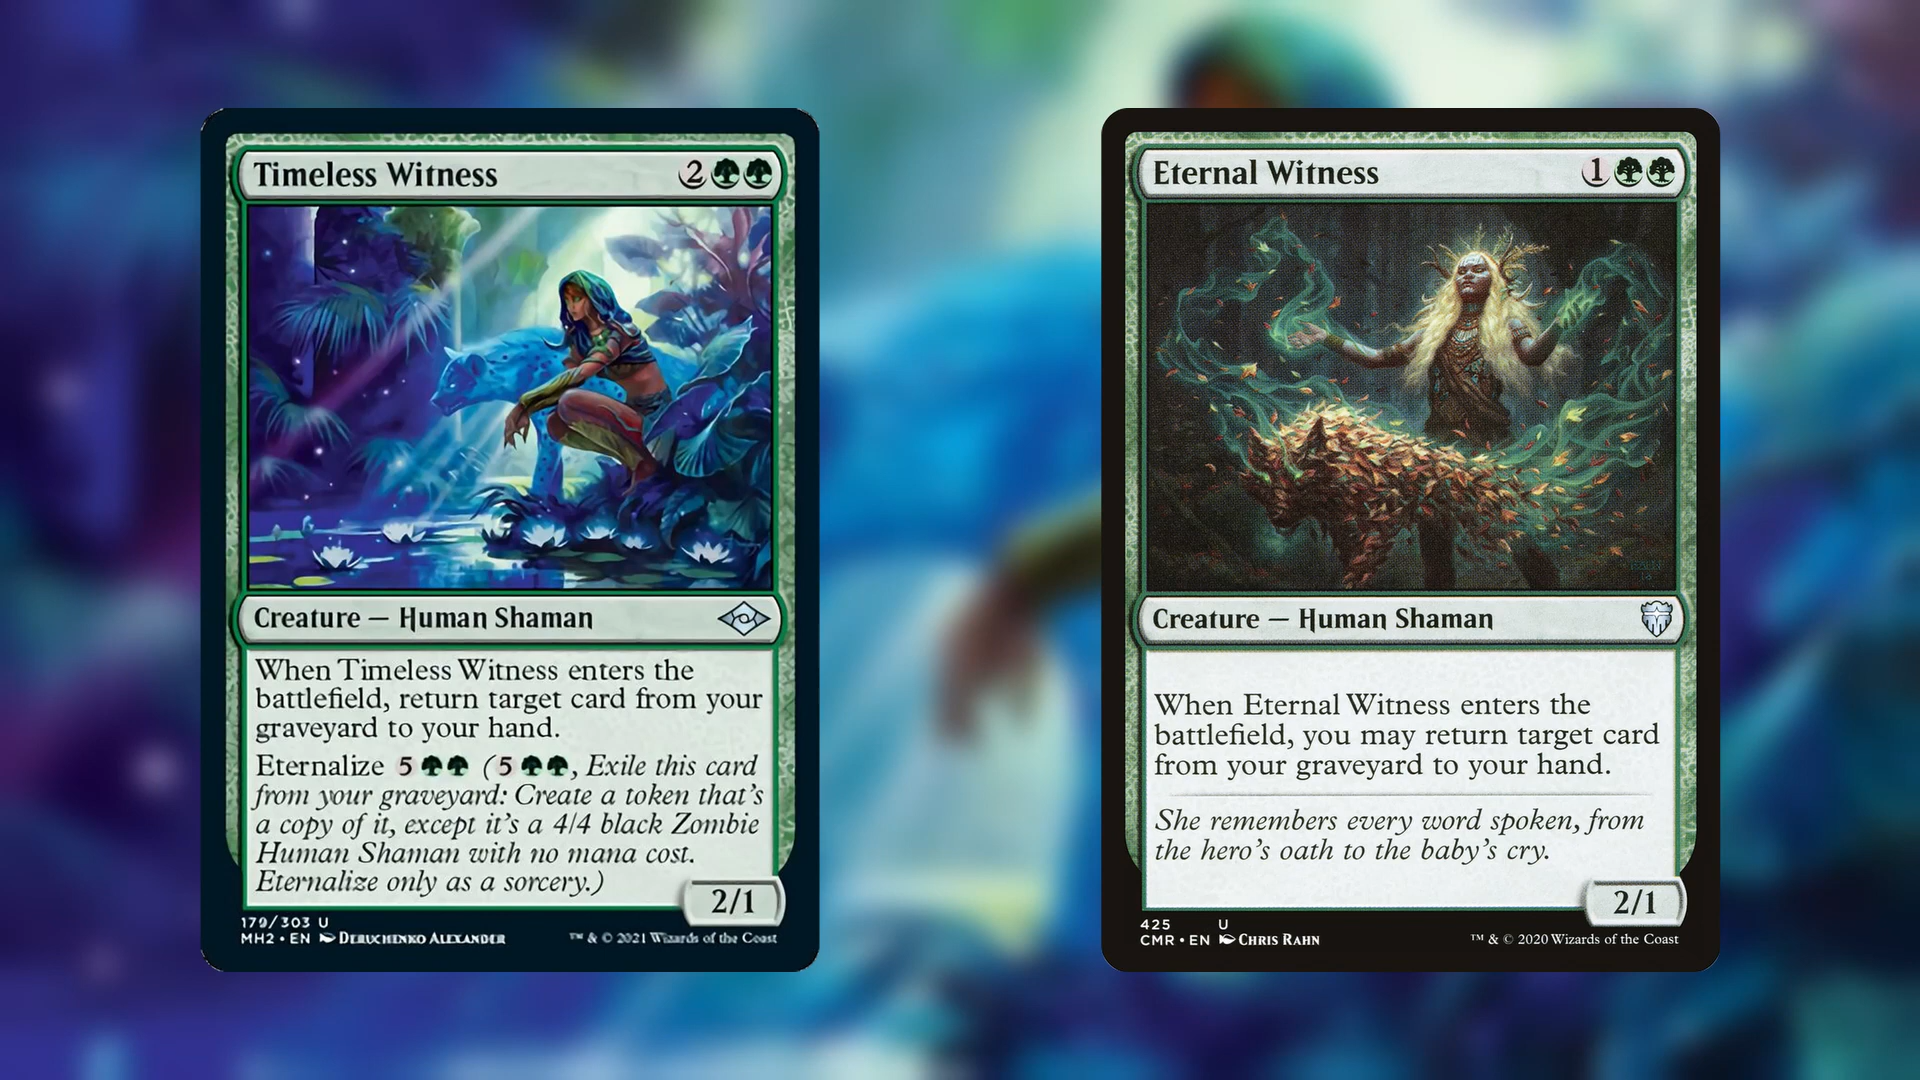 Timeless Witness 2
Creature — Human Shaman
When Timeless Witness enters the
battlefield, return target card from your
graveyard to your hand.
Eternalize 5 (5 , Exile this card
from your graveyard: Create a token that's
a copy of it, except it's a 4/4 black Zombie
Human Shaman with no mana cost.
Eternalize only as a sorcery.)
2/1
179/303 U
MH2 • EN Deruchenko Alexander
™ & © 2021 Wizards of the Coast
Eternal Witness 1
Creature — Human Shaman
When Eternal Witness enters the
battlefield, you may return target card
from your graveyard to your hand.
She remembers every word spoken, from
the hero's oath to the baby's cry.
2/1
425 U
CMR • EN Chris Rahn
™ & © 2020 Wizards of the Coast